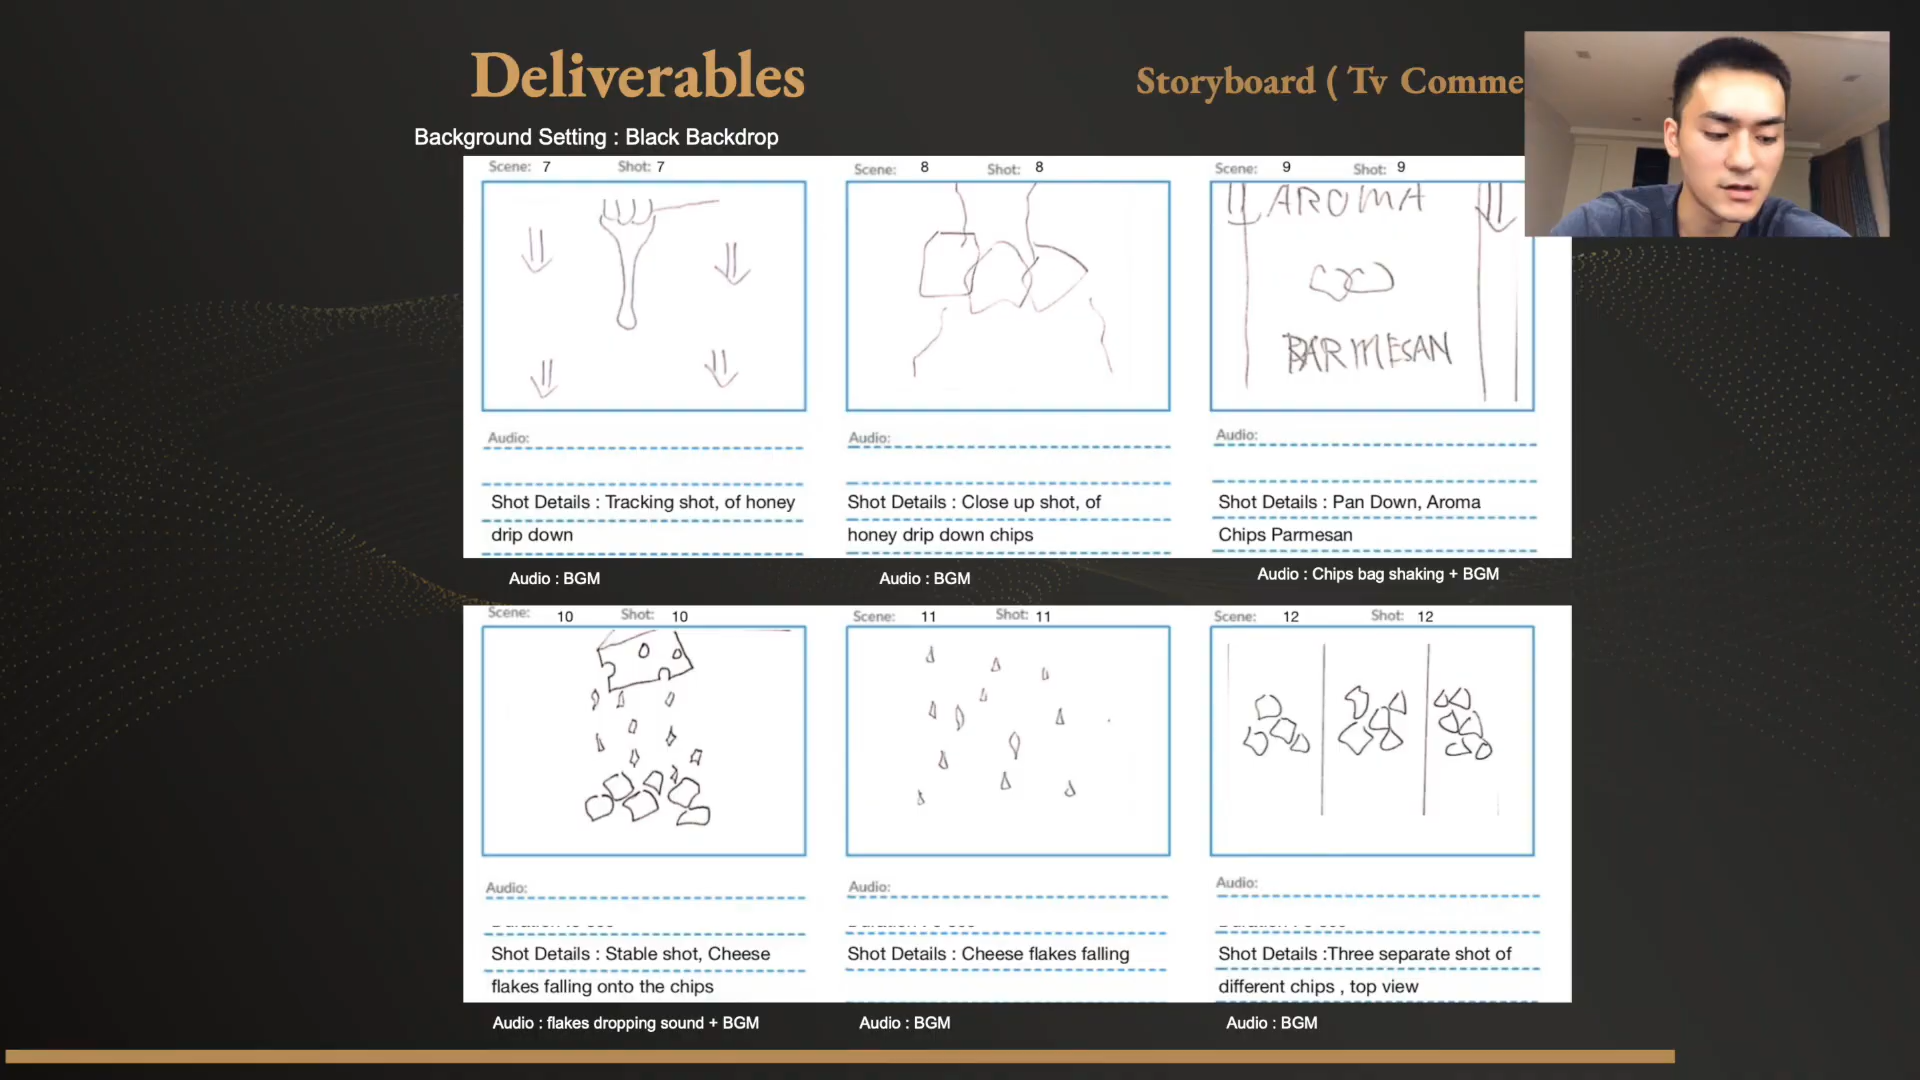 Deliverables
Storyboard ( Tv Comme
Background Setting : Black Backdrop
Scene: 7 Shot: 7
Scene: 8 Shot: 8
Scene: 9 Shot: 9
AROMA
PARMESAN
Audio:
Audio:
Audio:
Shot Details : Tracking shot, of honey
drip down
Shot Details : Close up shot, of
honey drip down chips
Shot Details : Pan Down, Aroma
Chips Parmesan
Audio : BGM
Audio : BGM
Audio : Chips bag shaking + BGM
Scene: 10 Shot: 10
Scene: 11 Shot: 11
Scene: 12 Shot: 12
Audio:
Audio:
Audio:
Shot Details : Stable shot, Cheese
flakes falling onto the chips
Shot Details : Cheese flakes falling
Shot Details :Three separate shot of
different chips , top view
Audio : flakes dropping sound + BGM
Audio : BGM
Audio : BGM